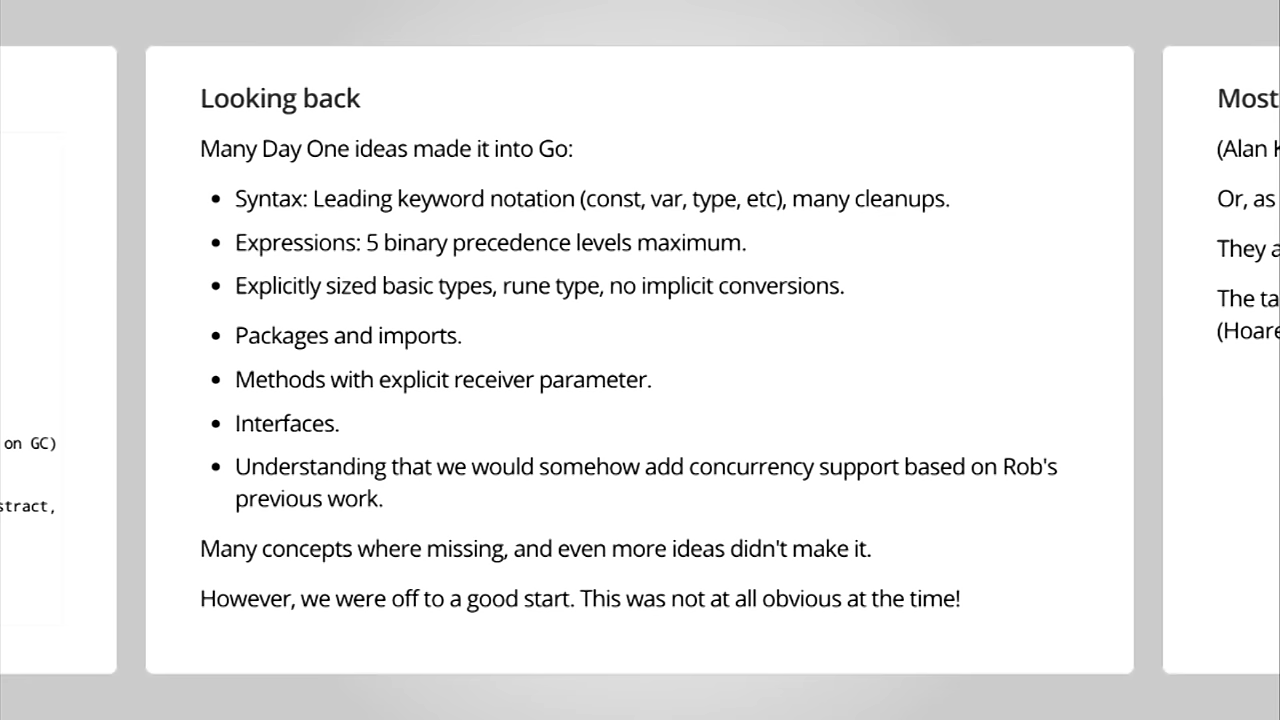 on GC)
stract,
Looking back
Many Day One ideas made it into Go:
• Syntax: Leading keyword notation (const, var, type, etc), many cleanups.
• Expressions: 5 binary precedence levels maximum.
• Explicitly sized basic types, rune type, no implicit conversions.
• Packages and imports.
• Methods with explicit receiver parameter.
• Interfaces.
• Understanding that we would somehow add concurrency support based on Rob's
previous work.
Many concepts where missing, and even more ideas didn't make it.
However, we were off to a good start. This was not at all obvious at the time!
Most
(Alan
Or, as
They
The
(Hoare